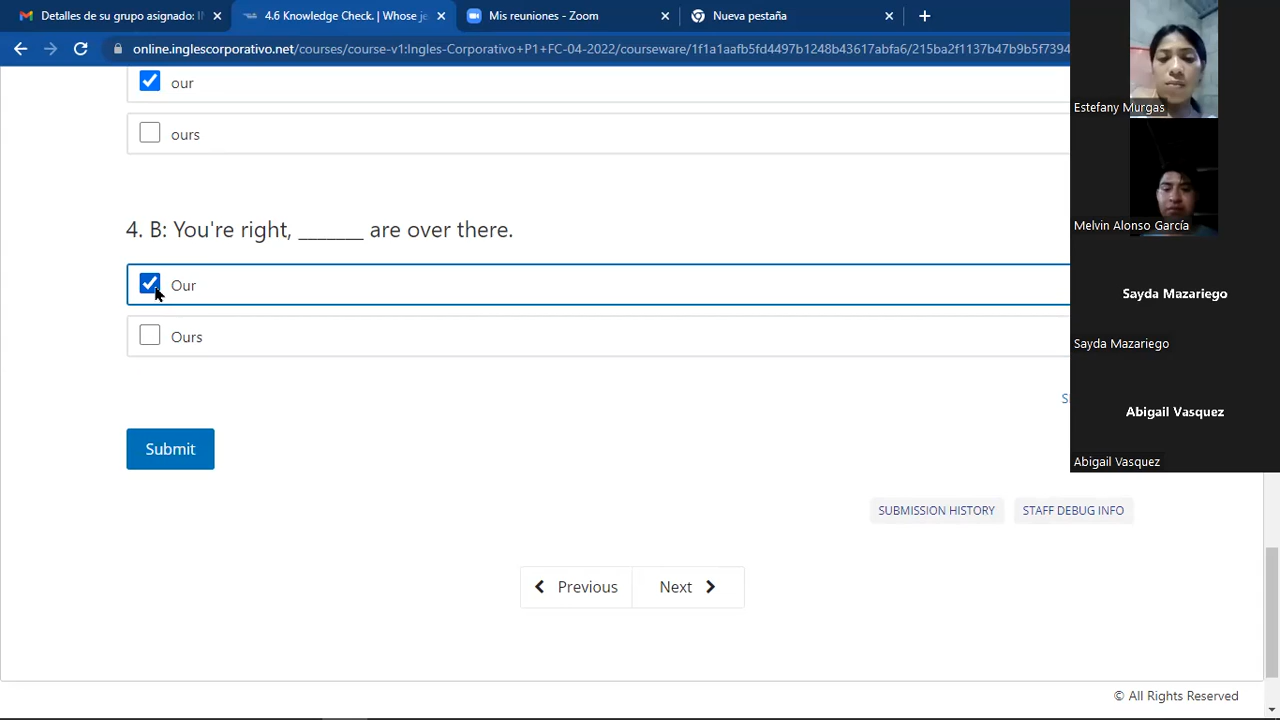 Detalles de su grupo asignado: I
4.6 Knowledge Check. | Whose je
Mis reuniones - Zoom
Nueva pestaña
online.inglescorporativo.net/courses/course-v1:Ingles-Corporativo+P1+FC-04-2022/courseware/1f1a1aafb5fd4497b1248b43617abfa6/215ba2f1137b47b9b5f7394
our
ours
4. B: You're right, _______ are over there.
Our
Ours
S
Submit
SUBMISSION HISTORY
STAFF DEBUG INFO
Previous
Next
© All Rights Reserved
Estefany Murgas
Melvin Alonso García
Sayda Mazariego
Sayda Mazariego
Abigail Vasquez
Abigail Vasquez